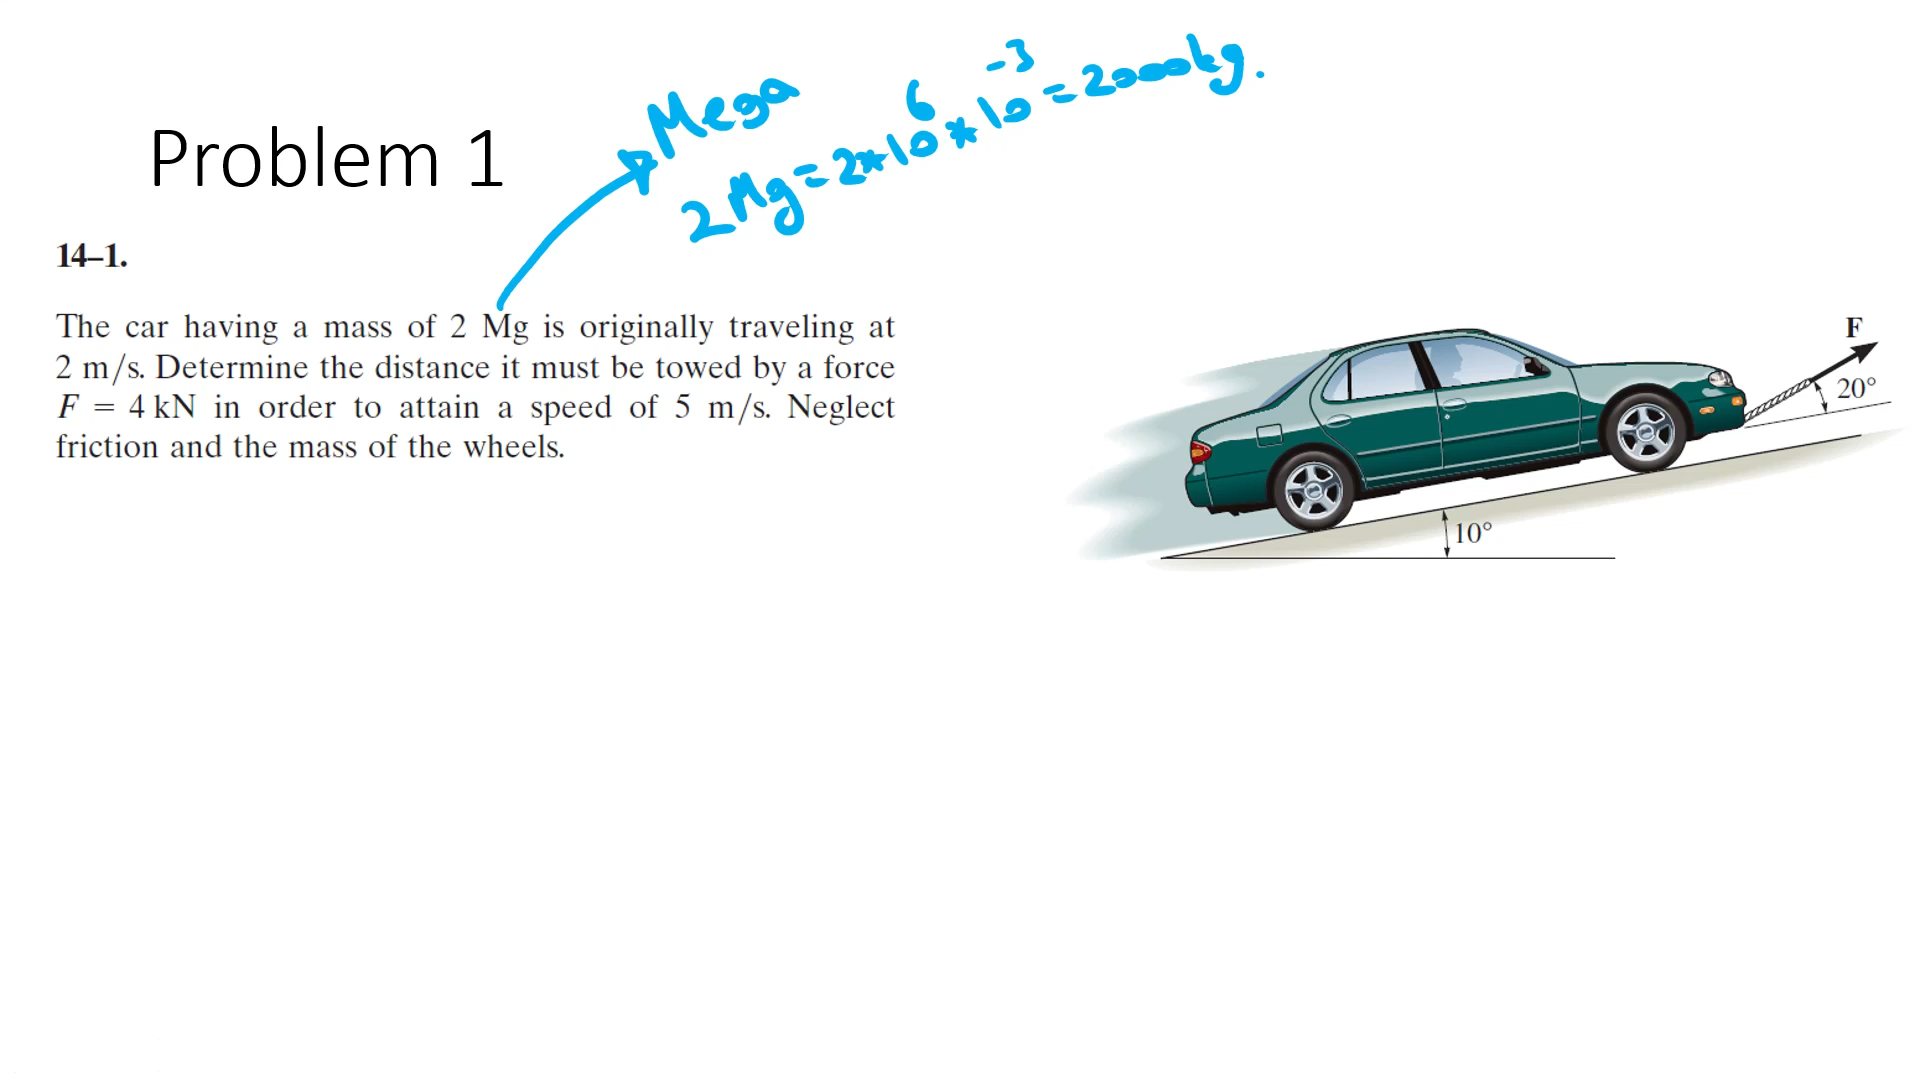 Mega
2 Mg = 2*10^6 * 10^-3 = 2000kg.
Problem 1
14–1.
The car having a mass of 2 Mg is originally traveling at
2 m/s. Determine the distance it must be towed by a force
F = 4 kN in order to attain a speed of 5 m/s. Neglect
friction and the mass of the wheels.
F
20°
10°